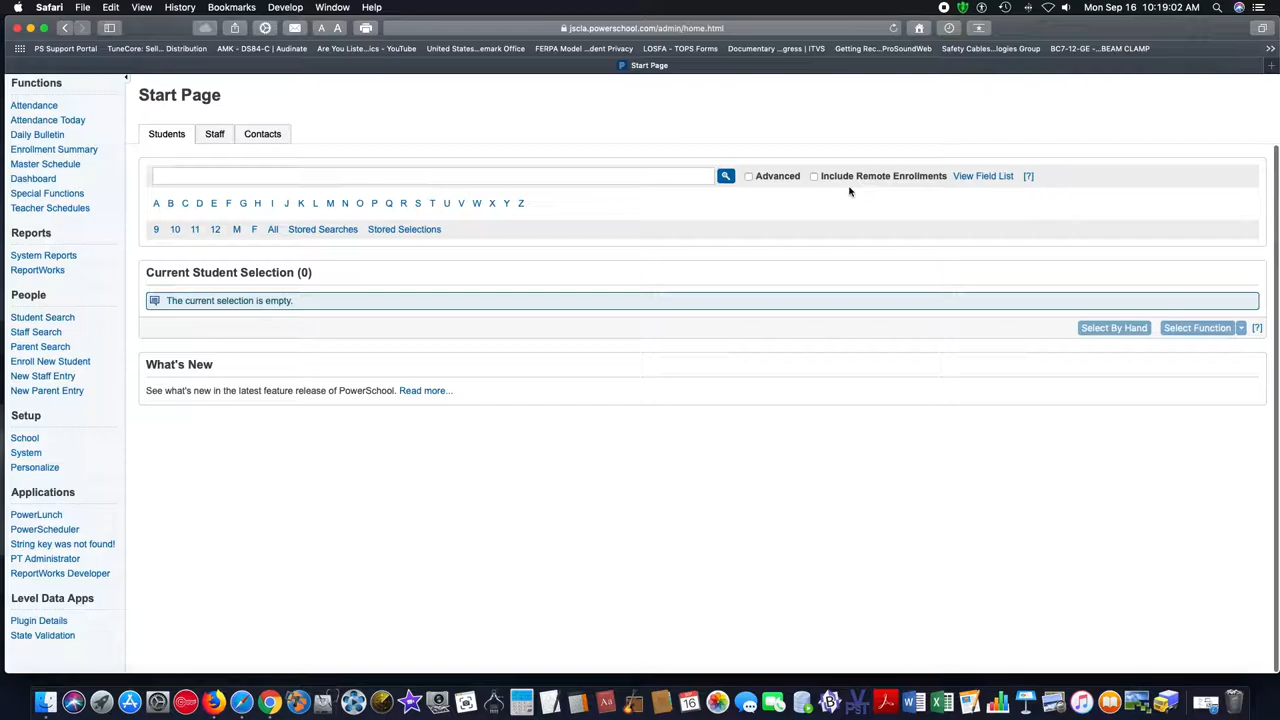 Safari File Edit View History Bookmarks Develop Window Help Mon Sep 16 10:19:02 AM
jscla.powerschool.com/admin/home.html
PS Support Portal TuneCore: Sell... Distribution AMK - DS84-C | Audinate Are You Liste...ics - YouTube United States...emark Office FERPA Model ...dent Privacy LOSFA - TOPS Forms Documentary ...gress | ITVS Getting Rec...ProSoundWeb Safety Cables...logies Group BC7-12-GE -...BEAM CLAMP
Start Page
Functions
Attendance
Attendance Today
Daily Bulletin
Enrollment Summary
Master Schedule
Dashboard
Special Functions
Teacher Schedules
Reports
System Reports
ReportWorks
People
Student Search
Staff Search
Parent Search
Enroll New Student
New Staff Entry
New Parent Entry
Setup
School
System
Personalize
Applications
PowerLunch
PowerScheduler
String key was not found!
PT Administrator
ReportWorks Developer
Level Data Apps
Plugin Details
State Validation
Start Page
Students Staff Contacts
Advanced Include Remote Enrollments View Field List [?]
A B C D E F G H I J K L M N O P Q R S T U V W X Y Z
9 10 11 12 M F All Stored Searches Stored Selections
Current Student Selection (0)
The current selection is empty.
Select By Hand Select Function [?]
What's New
See what's new in the latest feature release of PowerSchool. Read more...